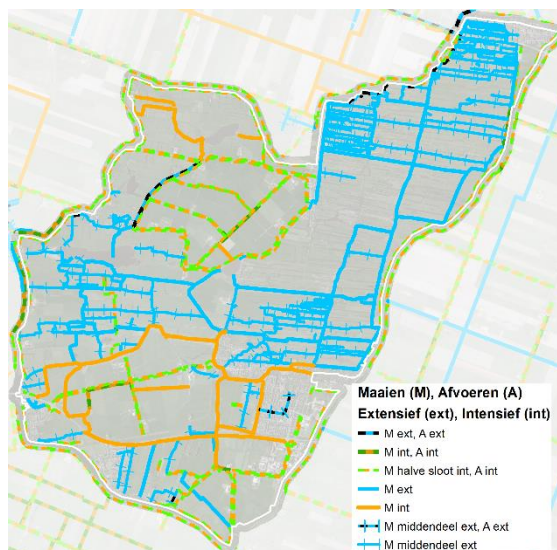 Maaien (M), Afvoeren (A)
Extensief (ext), Intensief (int)
M ext, A ext
M int, A int
M halve sloot int, A int
M ext
M int
M middendeel ext, A ext
M middendeel ext